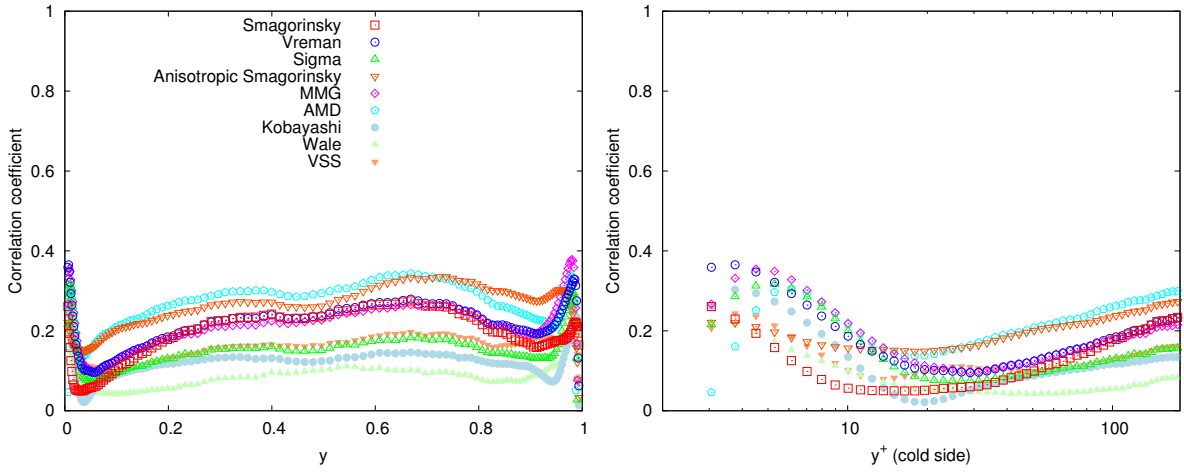 Correlation coefficient
1
0.8
0.6
0.4
0.2
0
0 0.2 0.4 0.6 0.8 1
y
Smagorinsky
Vreman
Sigma
Anisotropic Smagorinsky
MMG
AMD
Kobayashi
Wale
VSS
Correlation coefficient
1
0.8
0.6
0.4
0.2
0
10 100
y+ (cold side)